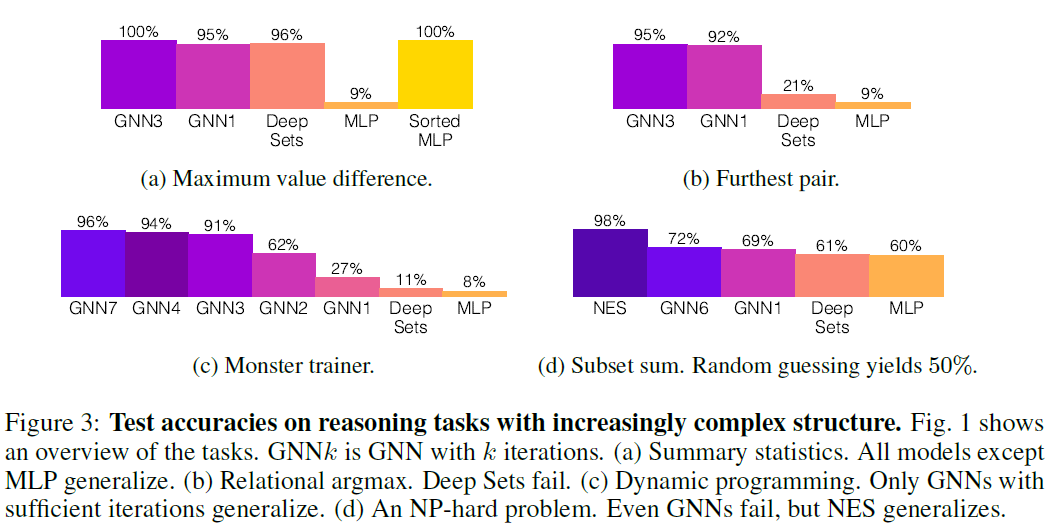 100% 95% 96% 9% 100%
GNN3 GNN1 Deep Sets MLP Sorted MLP
(a) Maximum value difference.
95% 92% 21% 9%
GNN3 GNN1 Deep Sets MLP
(b) Furthest pair.
96% 94% 91% 62% 27% 11% 8%
GNN7 GNN4 GNN3 GNN2 GNN1 Deep Sets MLP
(c) Monster trainer.
98% 72% 69% 61% 60%
NES GNN6 GNN1 Deep Sets MLP
(d) Subset sum. Random guessing yields 50%.
Figure 3: Test accuracies on reasoning tasks with increasingly complex structure. Fig. 1 shows
an overview of the tasks. GNNk is GNN with k iterations. (a) Summary statistics. All models except
MLP generalize. (b) Relational argmax. Deep Sets fail. (c) Dynamic programming. Only GNNs with
sufficient iterations generalize. (d) An NP-hard problem. Even GNNs fail, but NES generalizes.